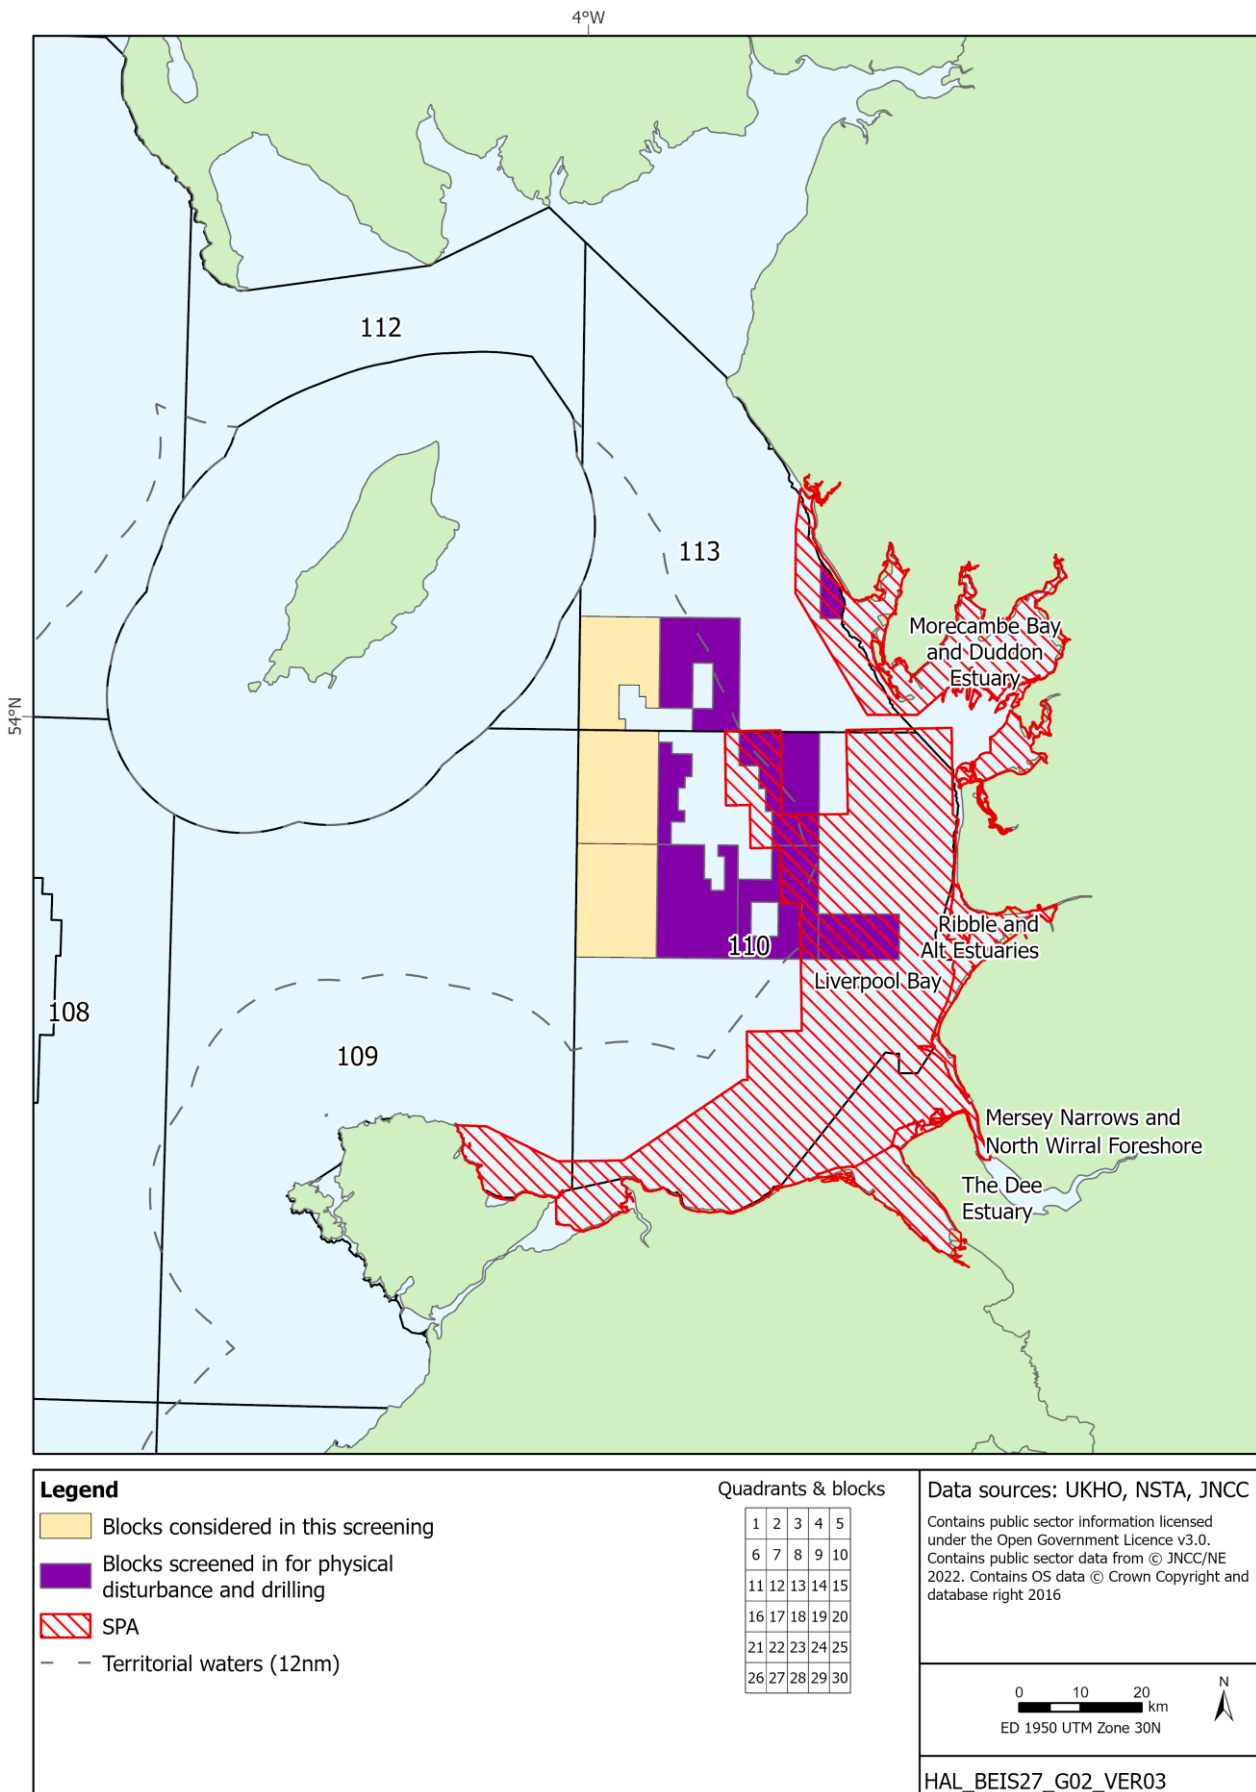 4°W
112
113
Morecambe Bay
and Duddon
Estuary
54°N
110
Ribble and
Alt Estuaries
Liverpool Bay
108
109
Mersey Narrows and
North Wirral Foreshore
The Dee
Estuary
Legend
Blocks considered in this screening
Blocks screened in for physical
disturbance and drilling
SPA
Territorial waters (12nm)
Quadrants & blocks
1 2 3 4 5
6 7 8 9 10
11 12 13 14 15
16 17 18 19 20
21 22 23 24 25
26 27 28 29 30
Data sources: UKHO, NSTA, JNCC
Contains public sector information licensed
under the Open Government Licence v3.0.
Contains public sector data from © JNCC/NE
2022. Contains OS data © Crown Copyright and
database right 2016
0 10 20
km
ED 1950 UTM Zone 30N
N
HAL_BEIS27_G02_VER03